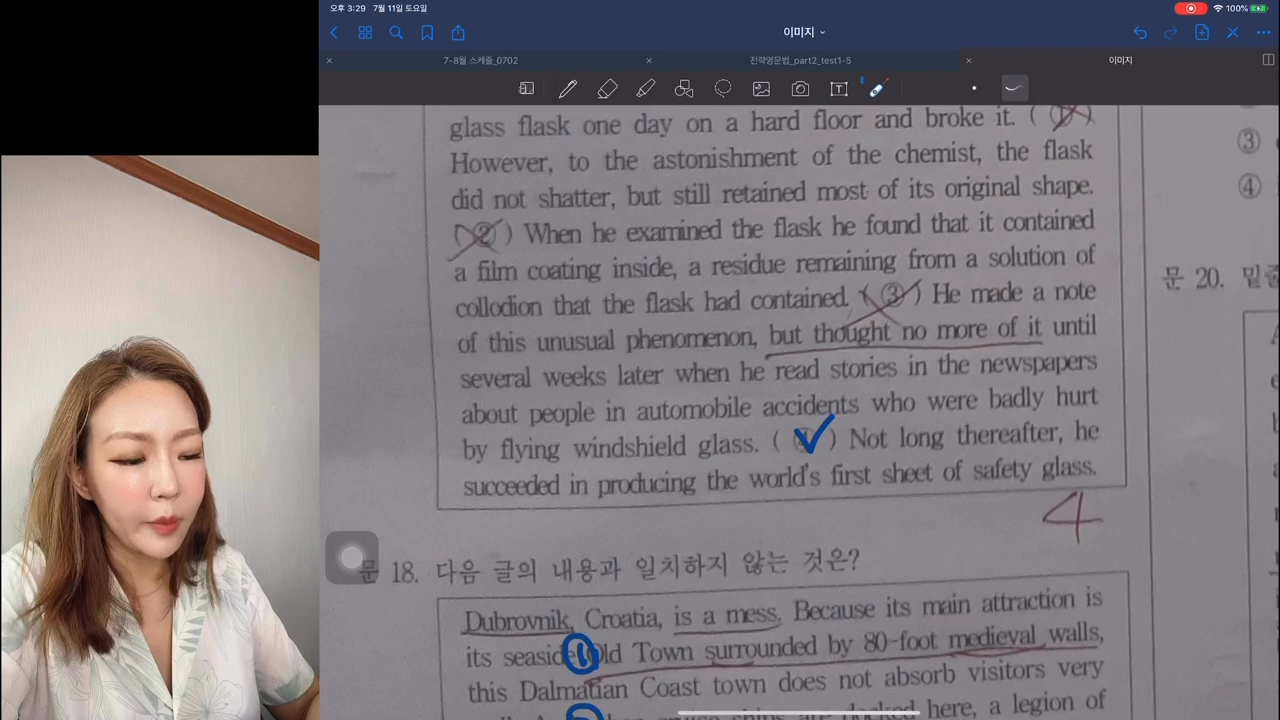 오후 3:29 7월 11일 토요일
100%
이미지
7-8월 스케줄_0702
전략영문법_part2_test1-5
이미지
glass flask one day on a hard floor and broke it. ( ① )
However, to the astonishment of the chemist, the flask
did not shatter, but still retained most of its original shape.
( ② ) When he examined the flask he found that it contained
a film coating inside, a residue remaining from a solution of
collodion that the flask had contained. ( ③ ) He made a note
of this unusual phenomenon, but thought no more of it until
several weeks later when he read stories in the newspapers
about people in automobile accidents who were badly hurt
by flying windshield glass. ( ④ ) Not long thereafter, he
succeeded in producing the world's first sheet of safety glass.
4
문 18. 다음 글의 내용과 일치하지 않는 것은?
Dubrovnik, Croatia, is a mess. Because its main attraction is
its seaside Old Town surrounded by 80-foot medieval walls,
this Dalmatian Coast town does not absorb visitors very
here, a legion of
③
④
문 20.